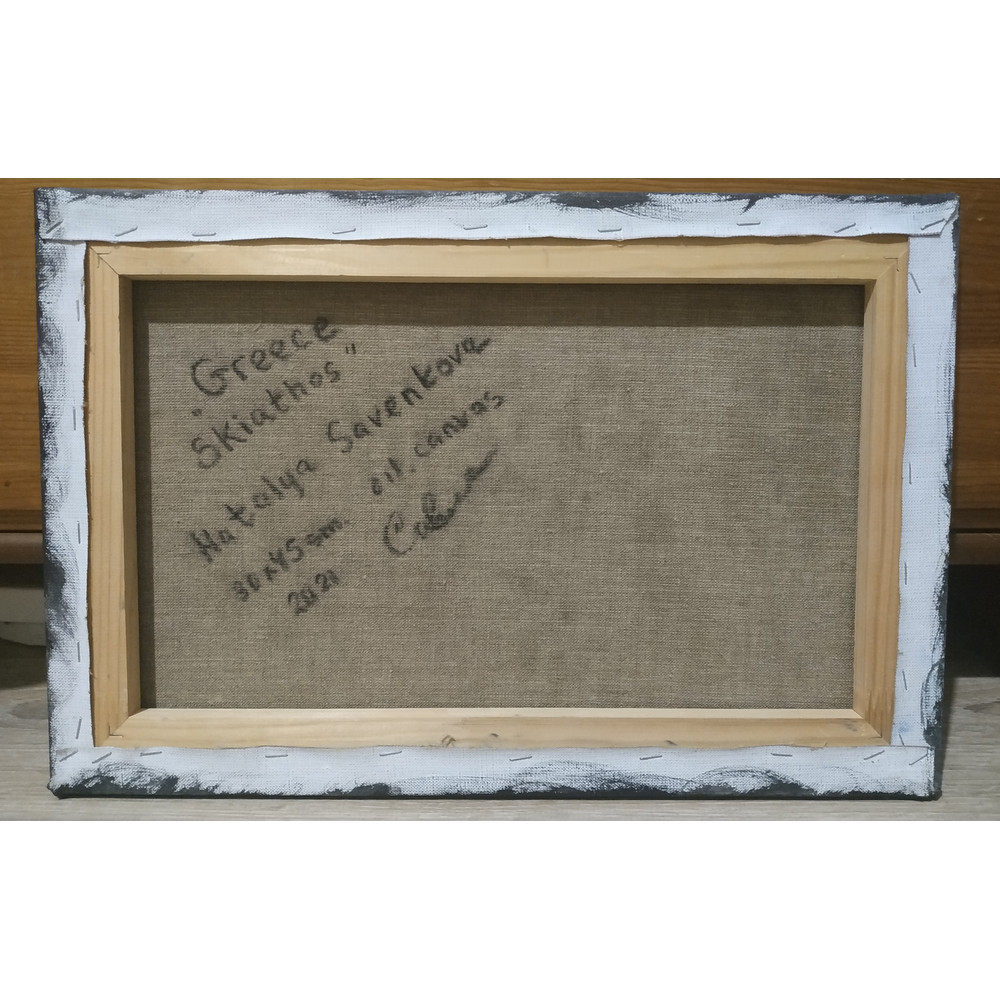 "Greece
Skiathos"
Natalya Savenkova
30x45 cm. oil. canvas
2021